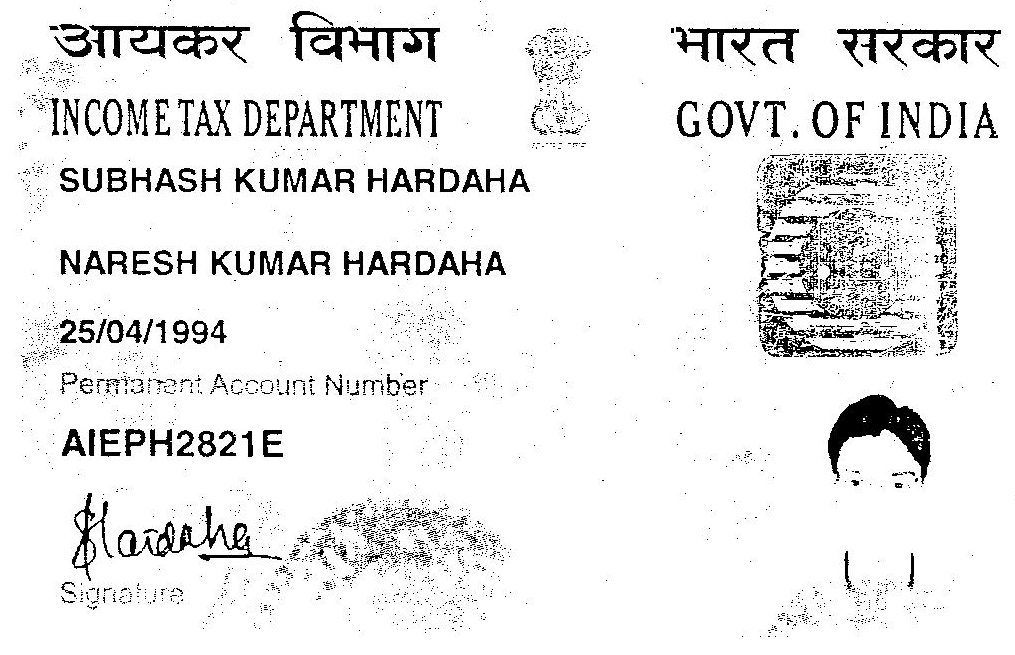 आयकर विभाग
भारत सरकार
INCOME TAX DEPARTMENT
GOVT. OF INDIA
SUBHASH KUMAR HARDAHA
NARESH KUMAR HARDAHA
25/04/1994
Permanent Account Number
AIEPH2821E
SHardaha
Signature